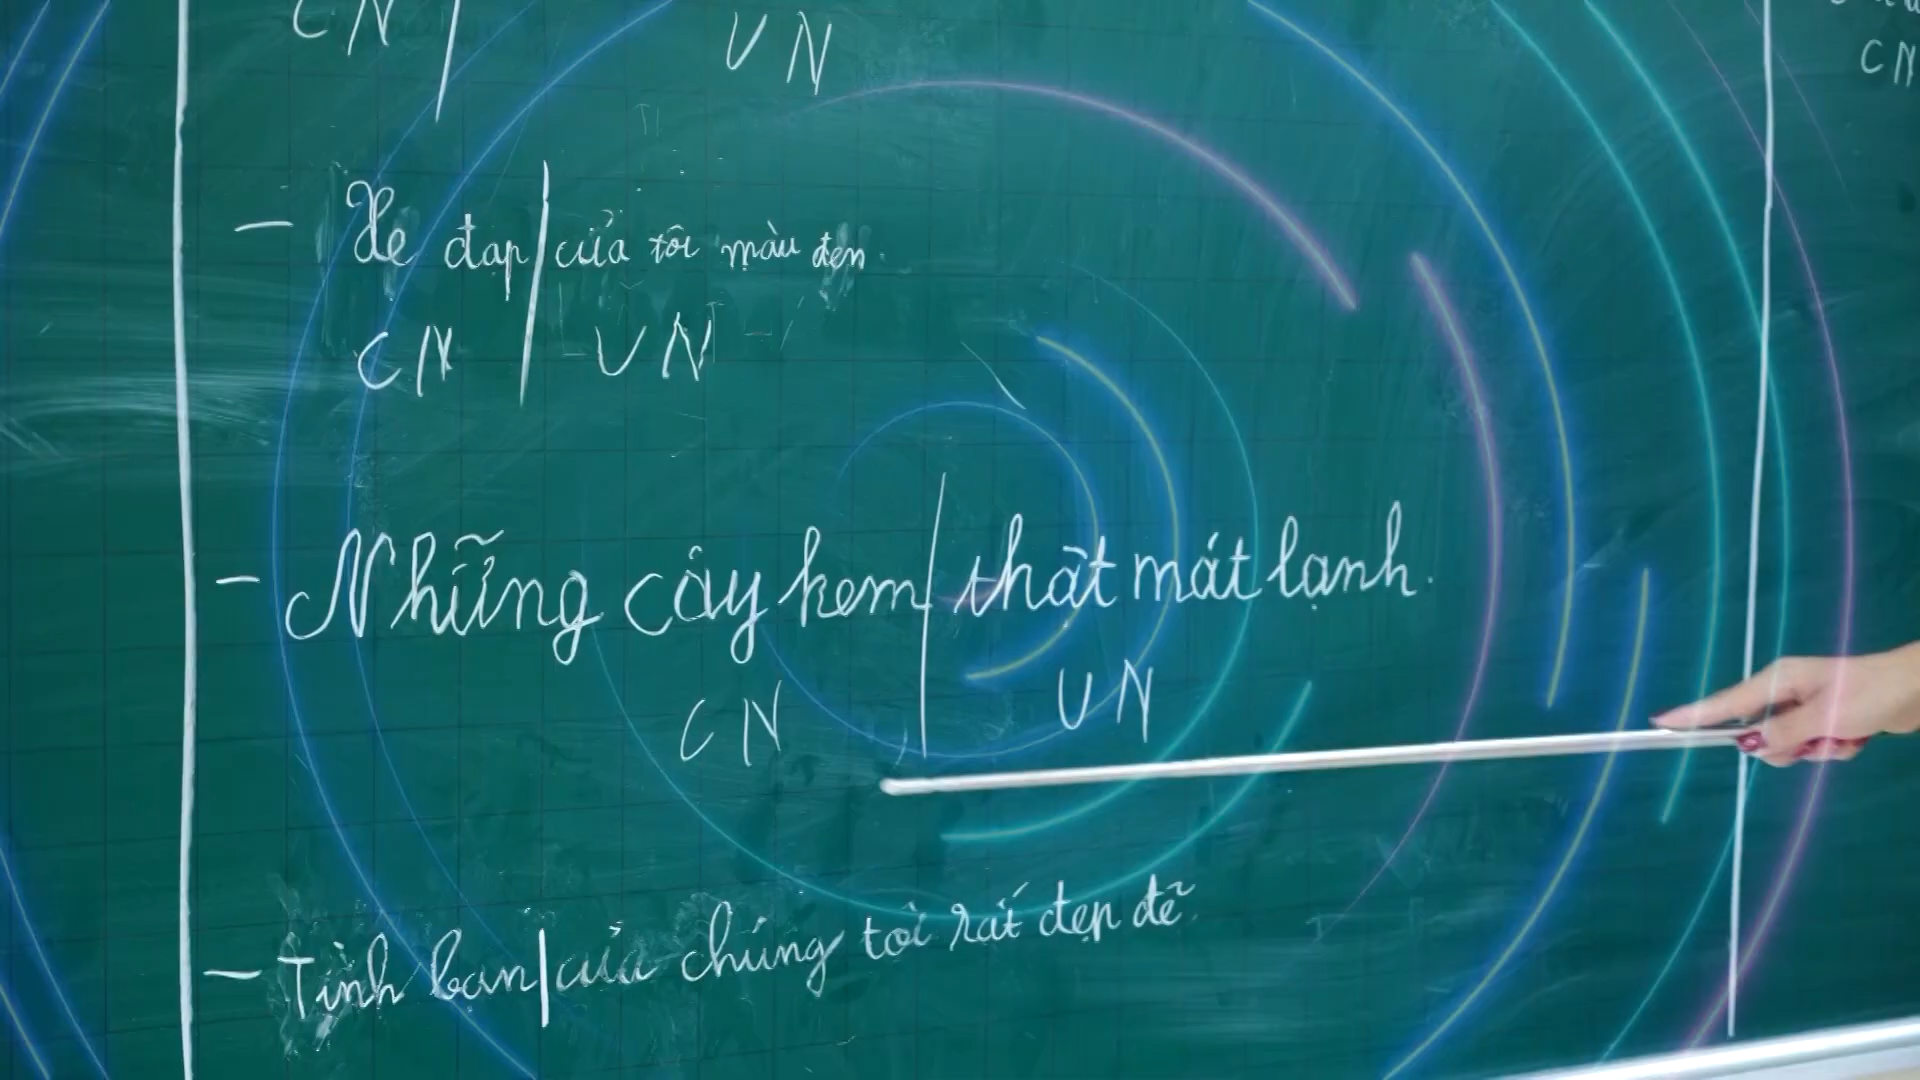 CN | VN
CN
- Xe đạp | của tôi màu đen.
CN | VN
- Những cây kem | thật mát lạnh.
CN | VN
- Tình bạn | của chúng tôi rất đẹp đẽ.